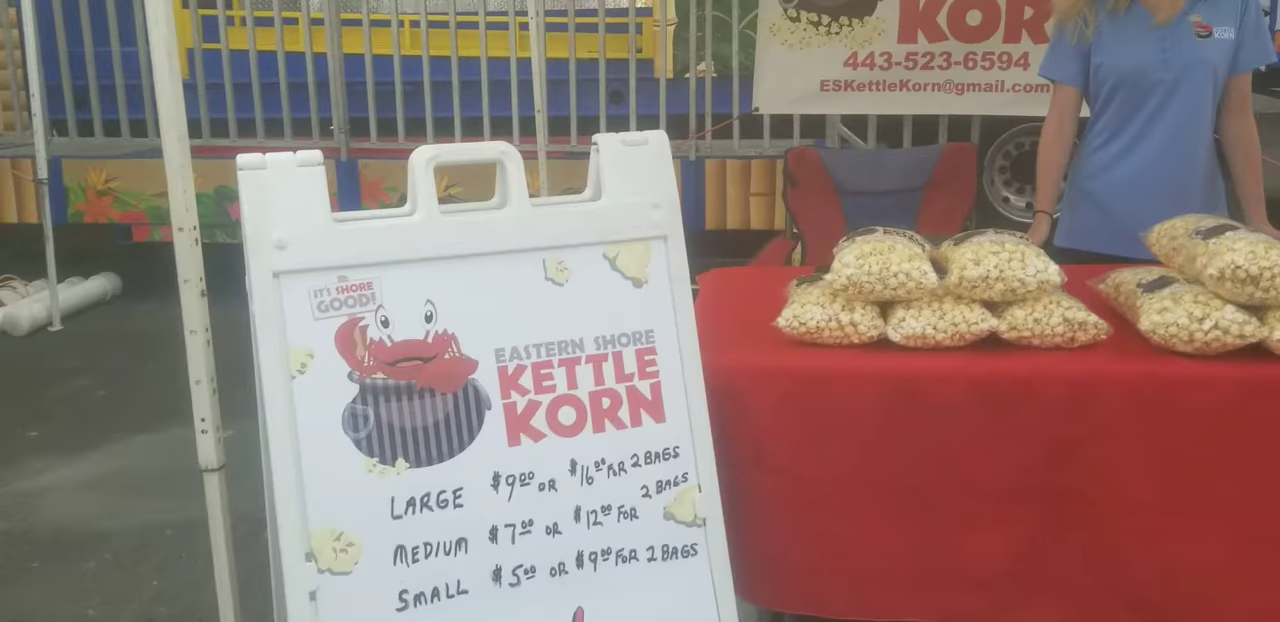 KOR
443-523-6594
ESKettleKorn@gmail.com
KETTLE
KORN
IT'S SHORE
GOOD!
EASTERN SHORE
KETTLE
KORN
LARGE $9.00 OR $16.00 FOR 2 BAGS
MEDIUM $7.00 OR $12.00 FOR 2 BAGS
SMALL $5.00 OR $9.00 FOR 2 BAGS